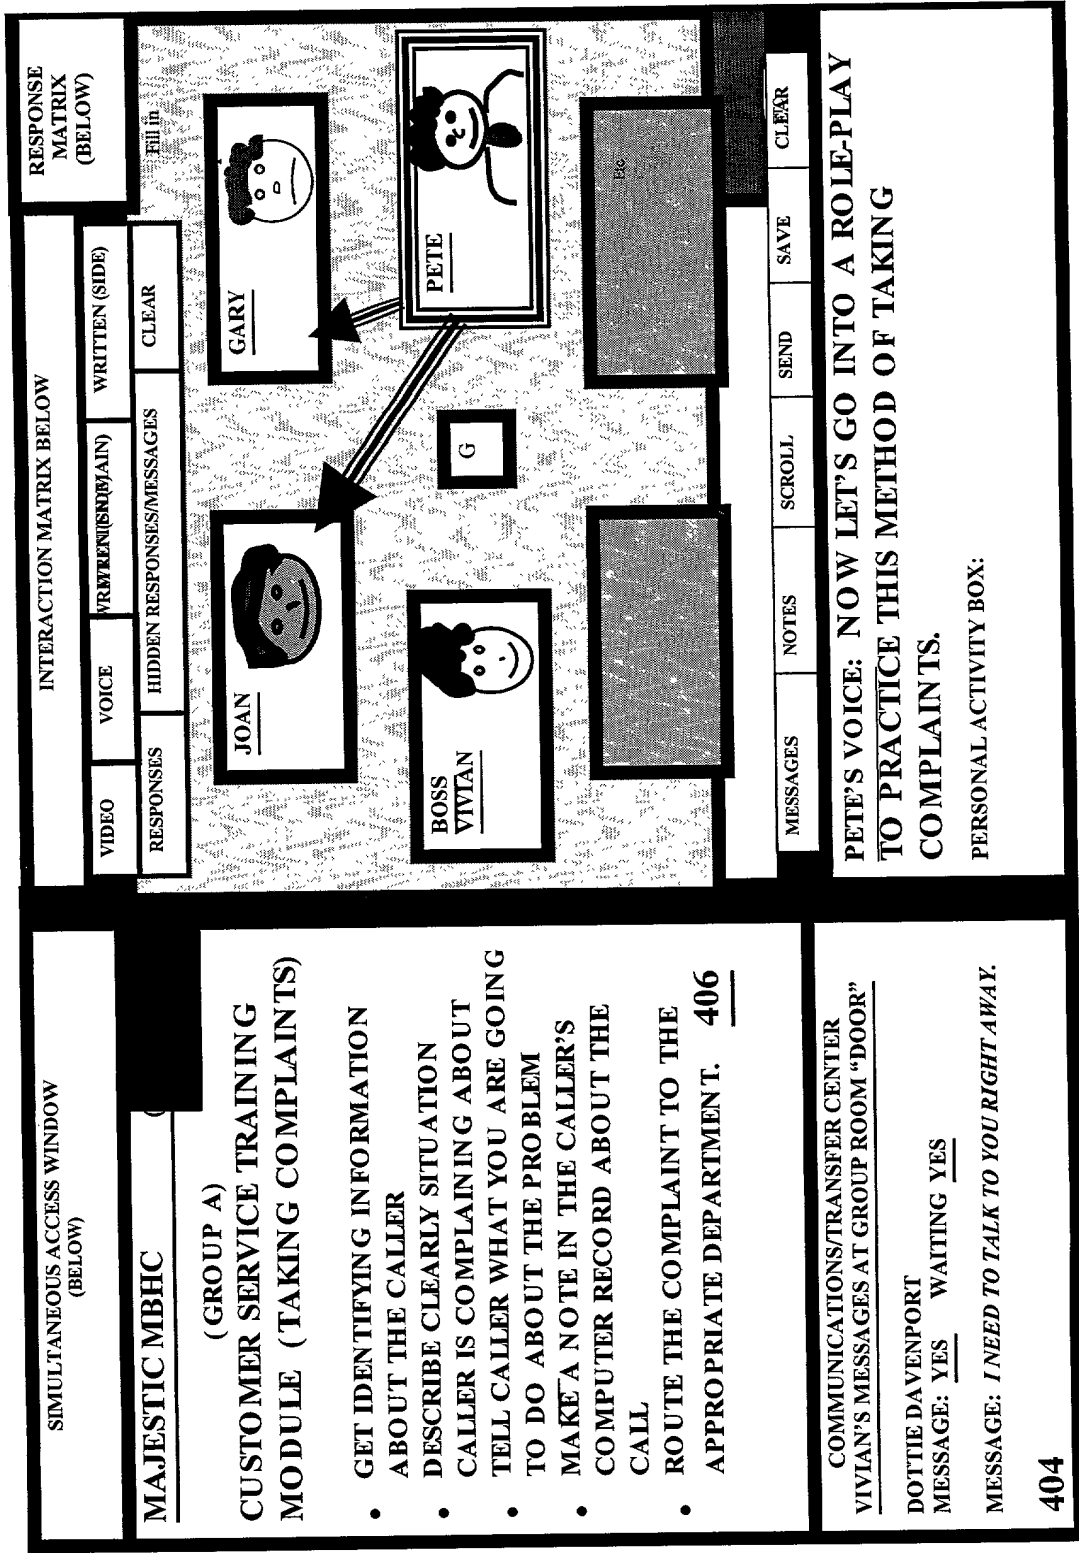 SIMULTANEOUS ACCESS WINDOW
(BELOW)
MAJESTIC MBHC
(GROUP A)
CUSTOMER SERVICE TRAINING
MODULE (TAKING COMPLAINTS)
• GET IDENTIFYING INFORMATION
ABOUT THE CALLER
• DESCRIBE CLEARLY SITUATION
CALLER IS COMPLAINING ABOUT
• TELL CALLER WHAT YOU ARE GOING
TO DO ABOUT THE PROBLEM
• MAKE A NOTE IN THE CALLER'S
COMPUTER RECORD ABOUT THE
CALL
• ROUTE THE COMPLAINT TO THE
APPROPRIATE DEPARTMENT. 406
COMMUNICATIONS/TRANSFER CENTER
VIVIAN'S MESSAGES AT GROUP ROOM "DOOR"
DOTTIE DAVENPORT
MESSAGE: YES WAITING YES
MESSAGE: I NEED TO TALK TO YOU RIGHT AWAY.
404
INTERACTION MATRIX BELOW
RESPONSE
MATRIX
(BELOW)
VIDEO VOICE WRITTEN (SIDE)
RESPONSES HIDDEN RESPONSES/MESSAGES CLEAR
Fill in
JOAN
GARY
BOSS
VIVIAN
G
PETE
Etc
MESSAGES NOTES SCROLL SEND SAVE CLEAR
PETE'S VOICE: NOW LET'S GO INTO A ROLE-PLAY
TO PRACTICE THIS METHOD OF TAKING
COMPLAINTS.
PERSONAL ACTIVITY BOX: